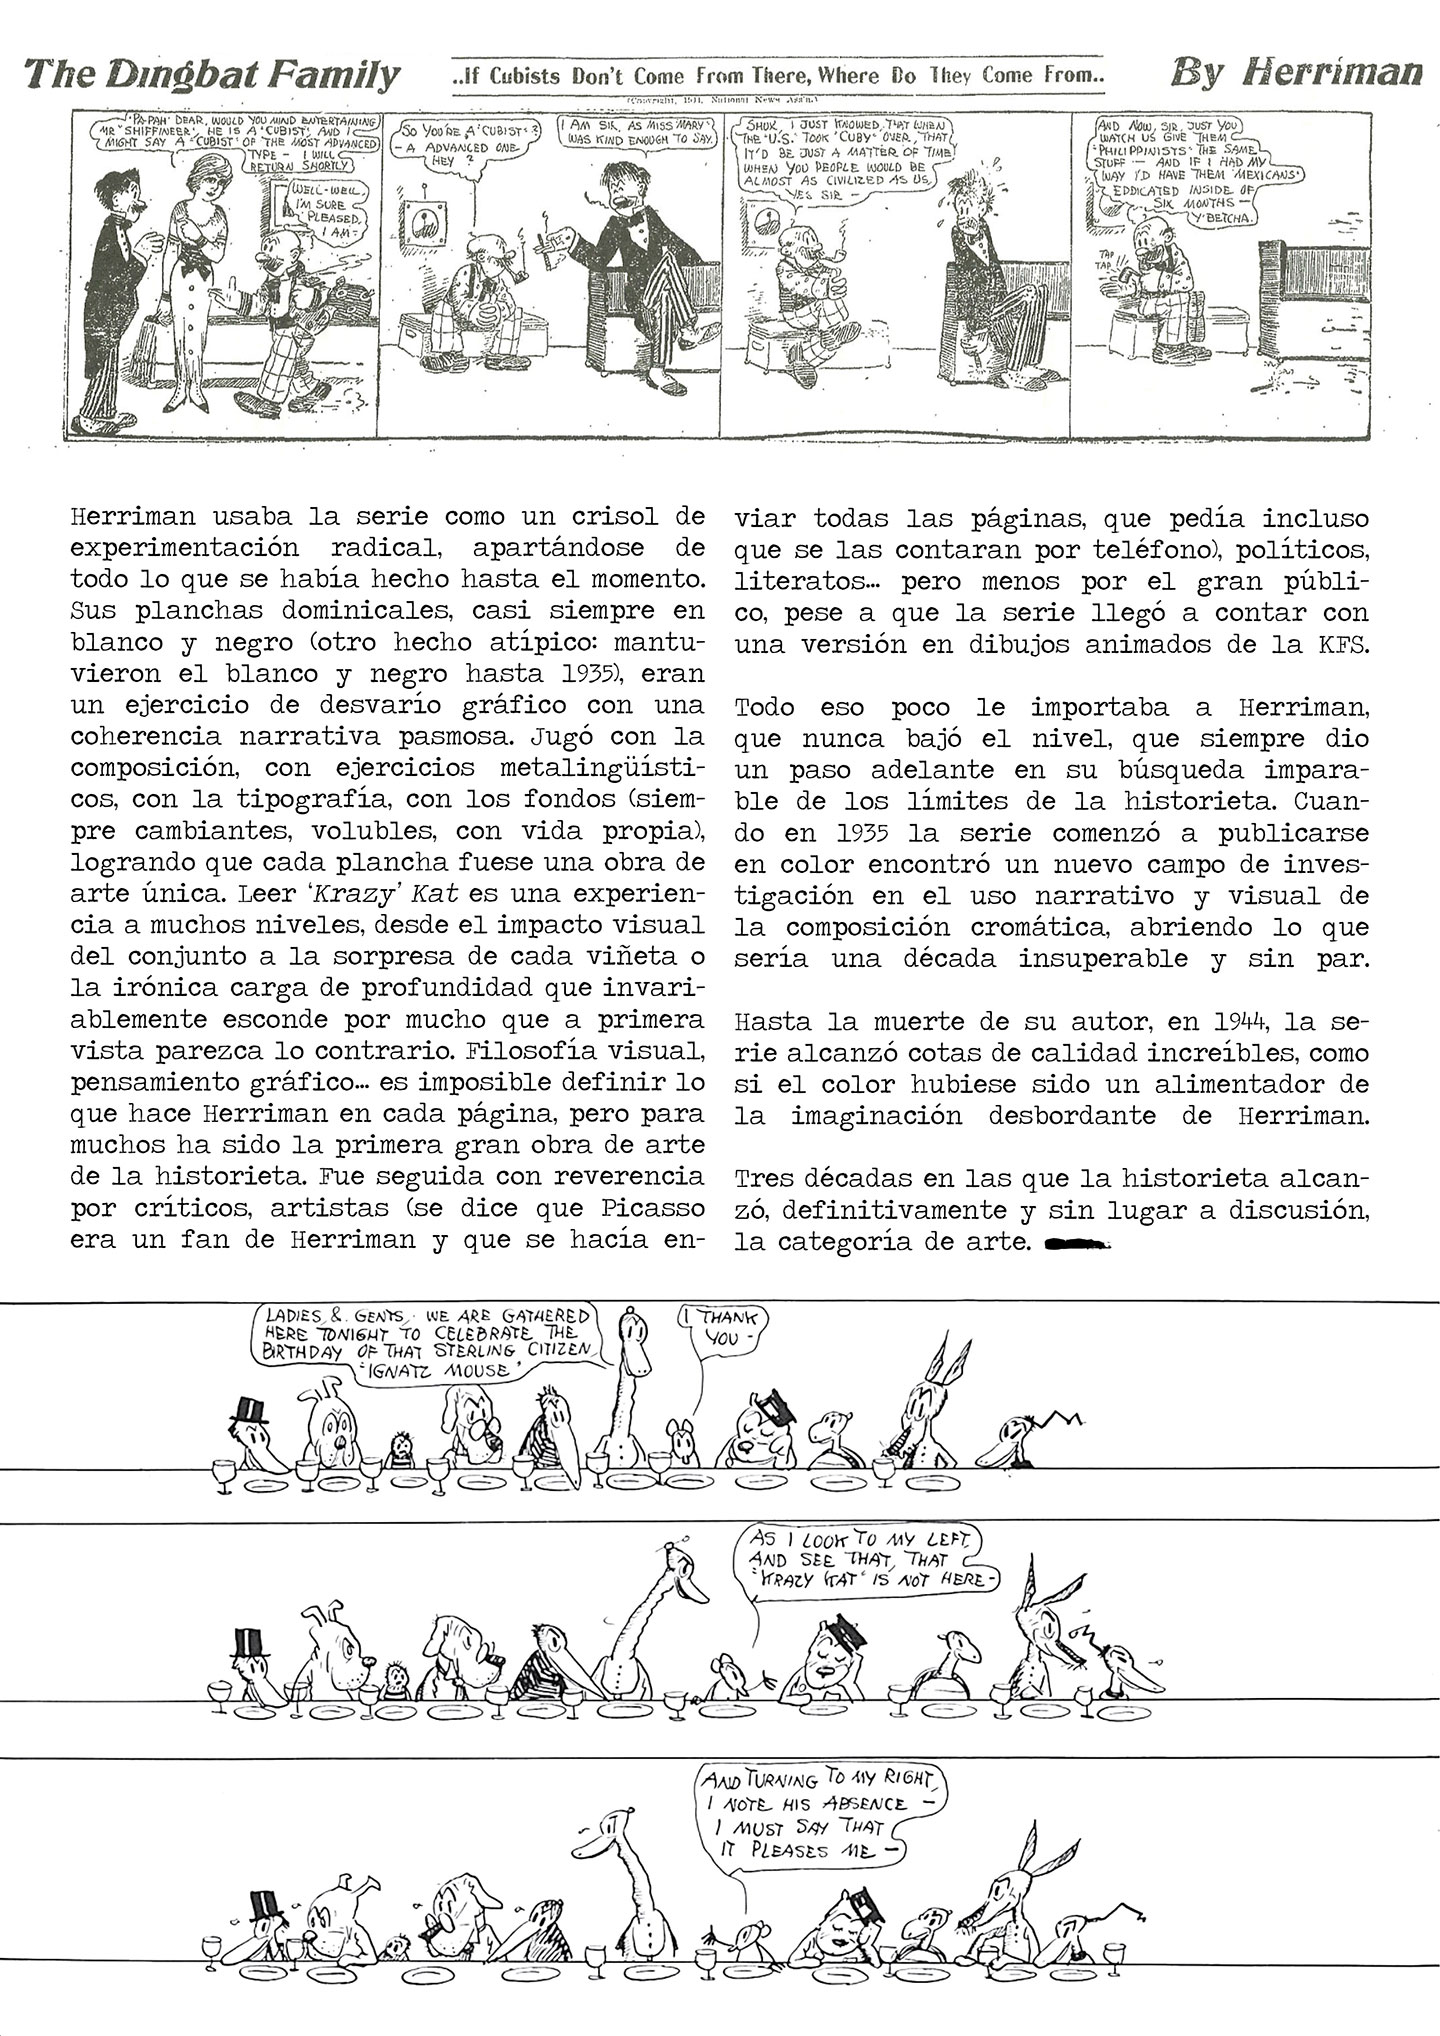 The Dingbat Family
..If Cubists Don't Come From There, Where Do They Come From..
By Herriman
(Copyright, 1911, National News Ass'n.)
"PA-PAH" DEAR, WOULD YOU MIND ENTERTAINING
MR "SHIFFINEER", HE IS A "CUBIST", AND I
MIGHT SAY A "CUBIST" OF THE MOST ADVANCED
TYPE – I WILL
RETURN SHORTLY
WELL-WELL,
I'M SURE
PLEASED,
I AM-
SO YOU'RE A "CUBIST"?
– A ADVANCED ONE
HEY?
I AM SIR, AS MISS "MARY"
WAS KIND ENOUGH TO SAY.
SHUX, I JUST KNOWED, THAT WHEN
THE "U.S." TOOK "CUBY" OVER, THAT
IT'D BE JUST A MATTER OF TIME
WHEN YOU PEOPLE WOULD BE
ALMOST AS CIVILIZED AS US,
YES SIR –
AND NOW, SIR, JUST YOU
WATCH US GIVE THEM
"PHILIPPINISTS" THE SAME
STUFF – AND IF I HAD MY
WAY I'D HAVE THEM "MEXICANS"
EDDICATED INSIDE OF
SIX MONTHS –
Y'BETCHA.
TAP
TAP
Herriman usaba la serie como un crisol de
experimentación radical, apartándose de
todo lo que se había hecho hasta el momento.
Sus planchas dominicales, casi siempre en
blanco y negro (otro hecho atípico: mantu-
vieron el blanco y negro hasta 1935), eran
un ejercicio de desvarío gráfico con una
coherencia narrativa pasmosa. Jugó con la
composición, con ejercicios metalingüísti-
cos, con la tipografía, con los fondos (siem-
pre cambiantes, volubles, con vida propia),
logrando que cada plancha fuese una obra de
arte única. Leer ‘Krazy’ Kat es una experien-
cia a muchos niveles, desde el impacto visual
del conjunto a la sorpresa de cada viñeta o
la irónica carga de profundidad que invari-
ablemente esconde por mucho que a primera
vista parezca lo contrario. Filosofía visual,
pensamiento gráfico… es imposible definir lo
que hace Herriman en cada página, pero para
muchos ha sido la primera gran obra de arte
de la historieta. Fue seguida con reverencia
por críticos, artistas (se dice que Picasso
era un fan de Herriman y que se hacía en-
viar todas las páginas, que pedía incluso
que se las contaran por teléfono), políticos,
literatos… pero menos por el gran públi-
co, pese a que la serie llegó a contar con
una versión en dibujos animados de la KFS.
Todo eso poco le importaba a Herriman,
que nunca bajó el nivel, que siempre dio
un paso adelante en su búsqueda impara-
ble de los límites de la historieta. Cuan-
do en 1935 la serie comenzó a publicarse
en color encontró un nuevo campo de inves-
tigación en el uso narrativo y visual de
la composición cromática, abriendo lo que
sería una década insuperable y sin par.
Hasta la muerte de su autor, en 1944, la se-
rie alcanzó cotas de calidad increíbles, como
si el color hubiese sido un alimentador de
la imaginación desbordante de Herriman.
Tres décadas en las que la historieta alcan-
zó, definitivamente y sin lugar a discusión,
la categoría de arte.
LADIES & GENTS, WE ARE GATHERED
HERE TONIGHT TO CELEBRATE THE
BIRTHDAY OF THAT STERLING CITIZEN
"IGNATZ MOUSE"
I THANK
YOU –
AS I LOOK TO MY LEFT,
AND SEE THAT, THAT
"KRAZY KAT" IS NOT HERE –
AND TURNING TO MY RIGHT,
I NOTE HIS ABSENCE –
I MUST SAY THAT
IT PLEASES ME –